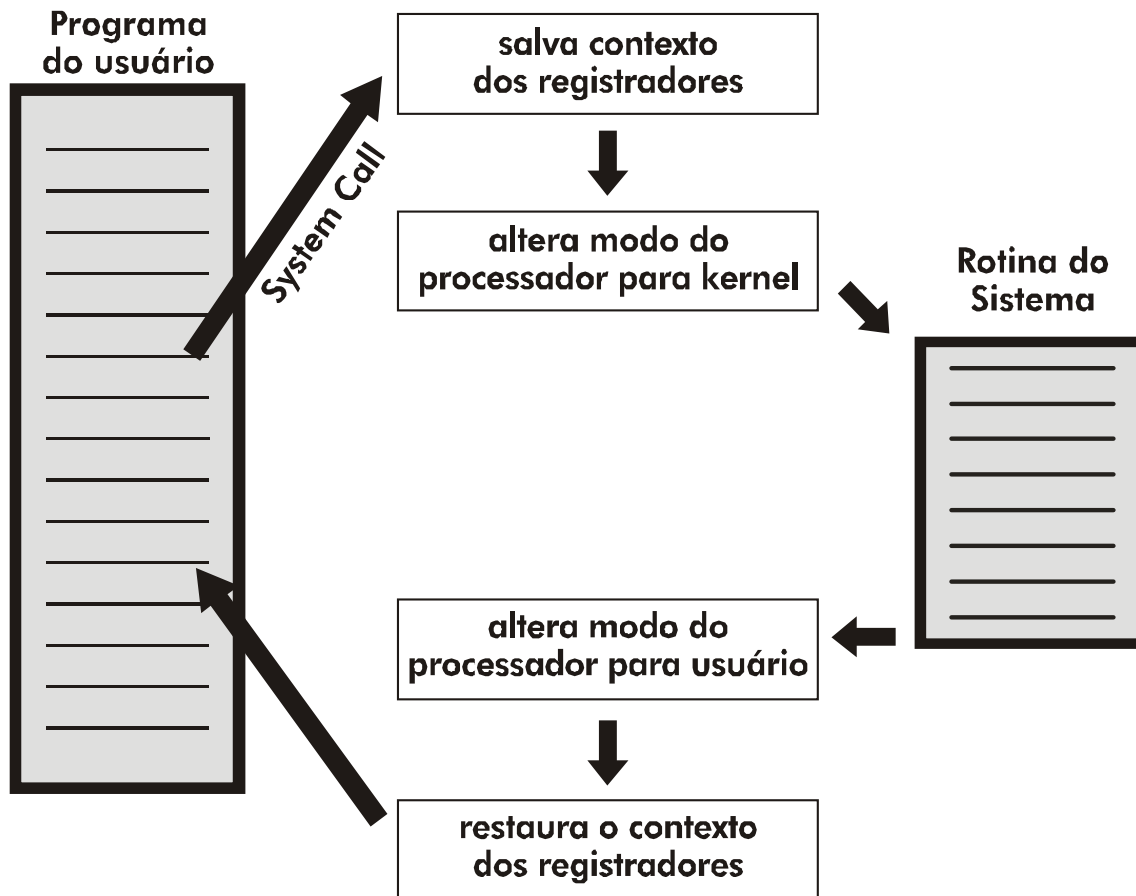 Programa
do usuário
System Call
salva contexto
dos registradores
altera modo do
processador para kernel
Rotina do
Sistema
altera modo do
processador para usuário
restaura o contexto
dos registradores